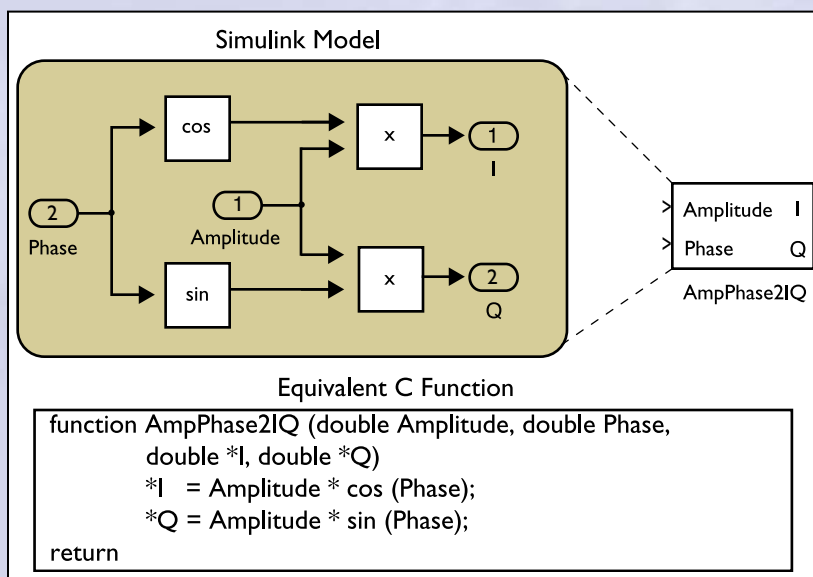 Simulink Model
cos
x
1
I
2
Phase
1
Amplitude
sin
x
2
Q
Amplitude I
Phase Q
AmpPhase2IQ
Equivalent C Function
function AmpPhase2IQ (double Amplitude, double Phase,
double *I, double *Q)
*I = Amplitude * cos (Phase);
*Q = Amplitude * sin (Phase);
return